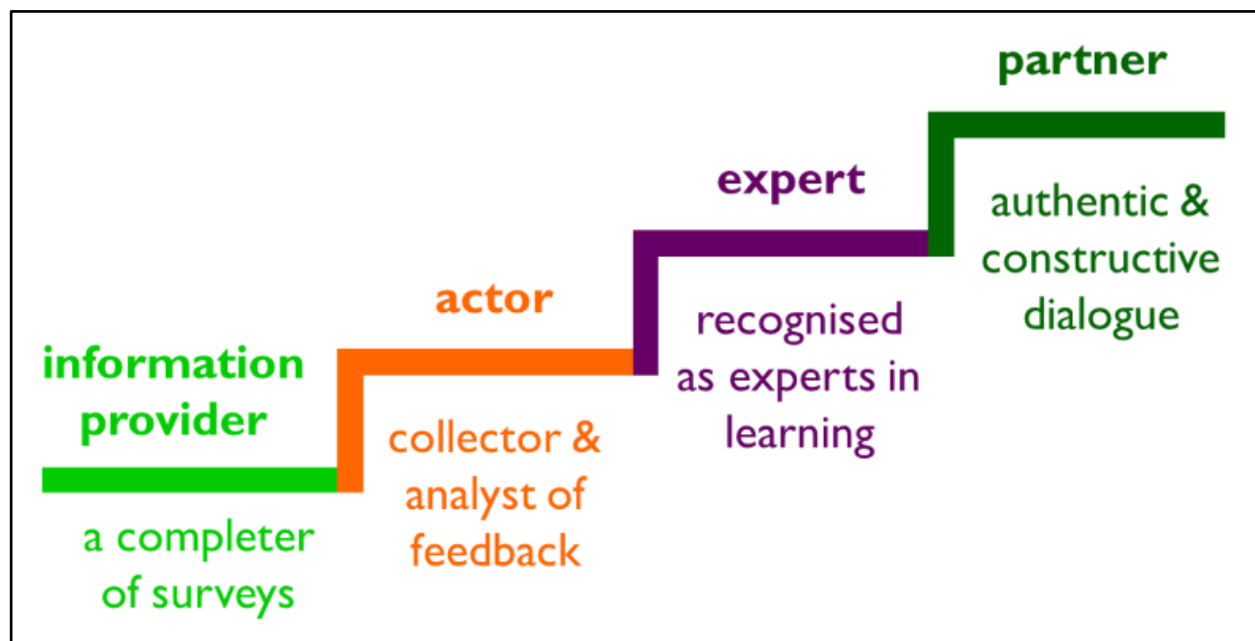 information
provider
a completer
of surveys
actor
collector &
analyst of
feedback
expert
recognised
as experts in
learning
partner
authentic &
constructive
dialogue